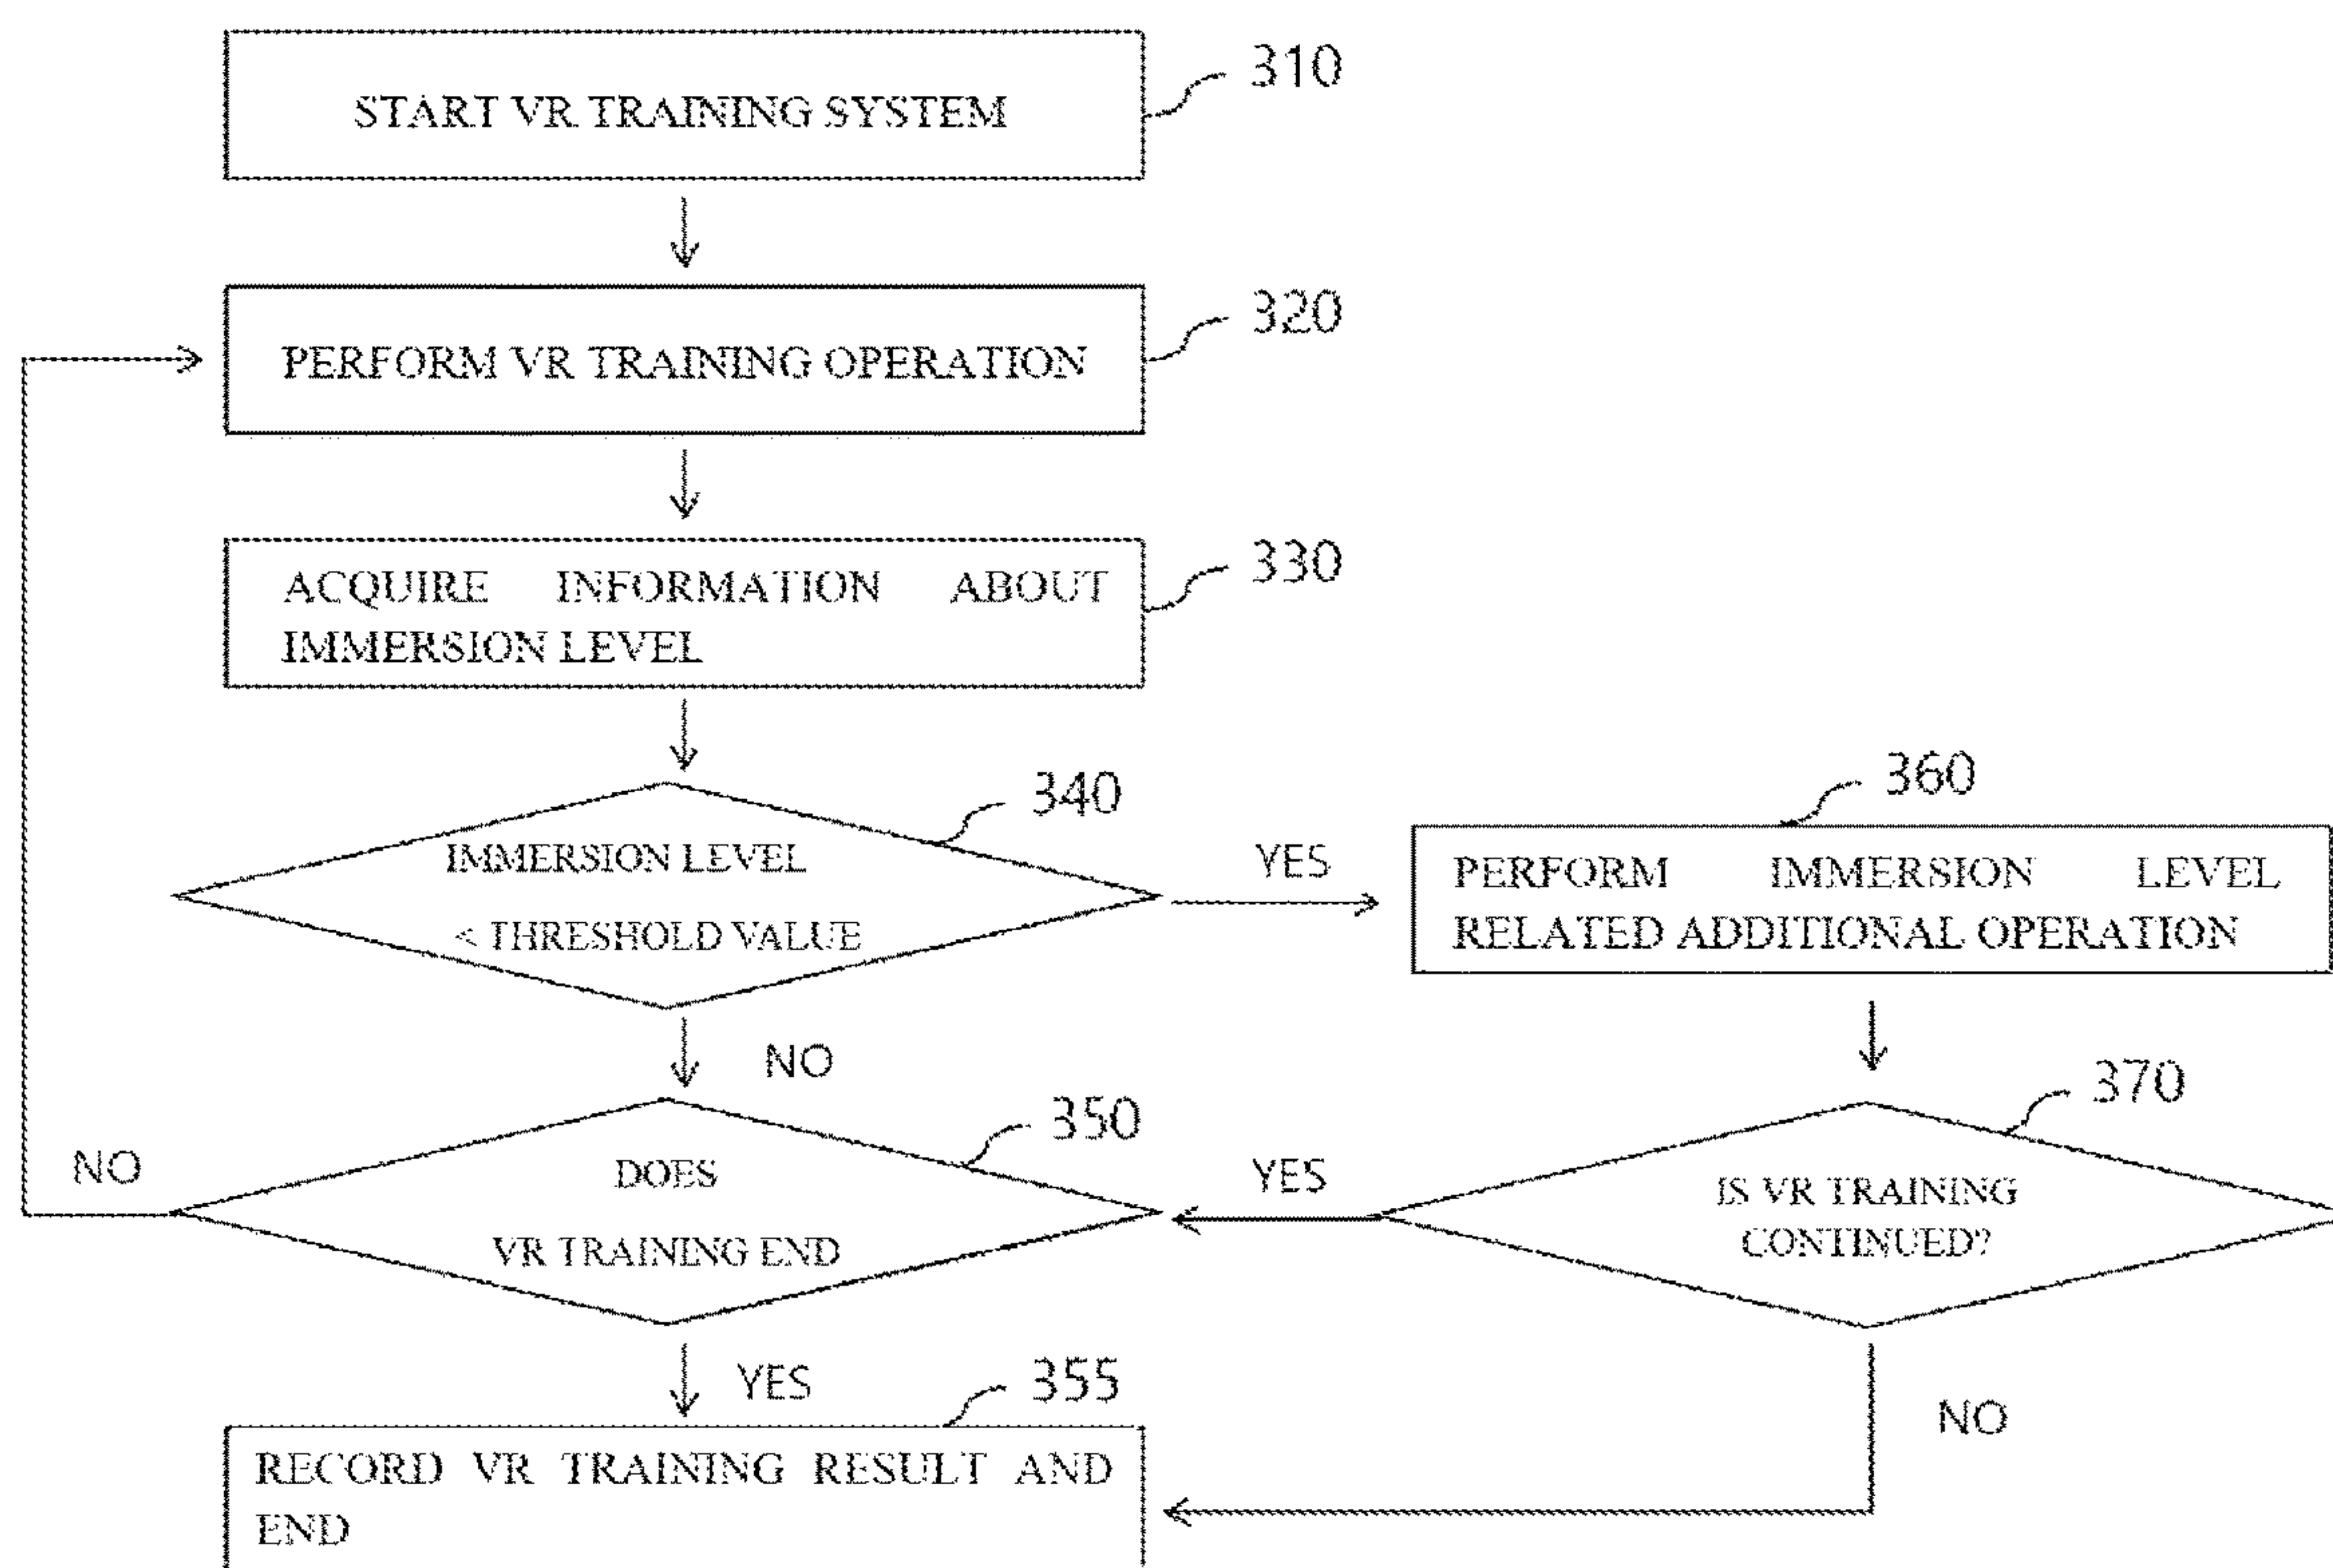 START VR TRAINING SYSTEM
310
PERFORM VR TRAINING OPERATION
320
ACQUIRE INFORMATION ABOUT
IMMERSION LEVEL
330
IMMERSION LEVEL
< THRESHOLD VALUE
340
YES
PERFORM IMMERSION LEVEL
RELATED ADDITIONAL OPERATION
360
NO
DOES
VR TRAINING END
350
NO
YES
IS VR TRAINING
CONTINUED?
370
YES
NO
RECORD VR TRAINING RESULT AND
END
355